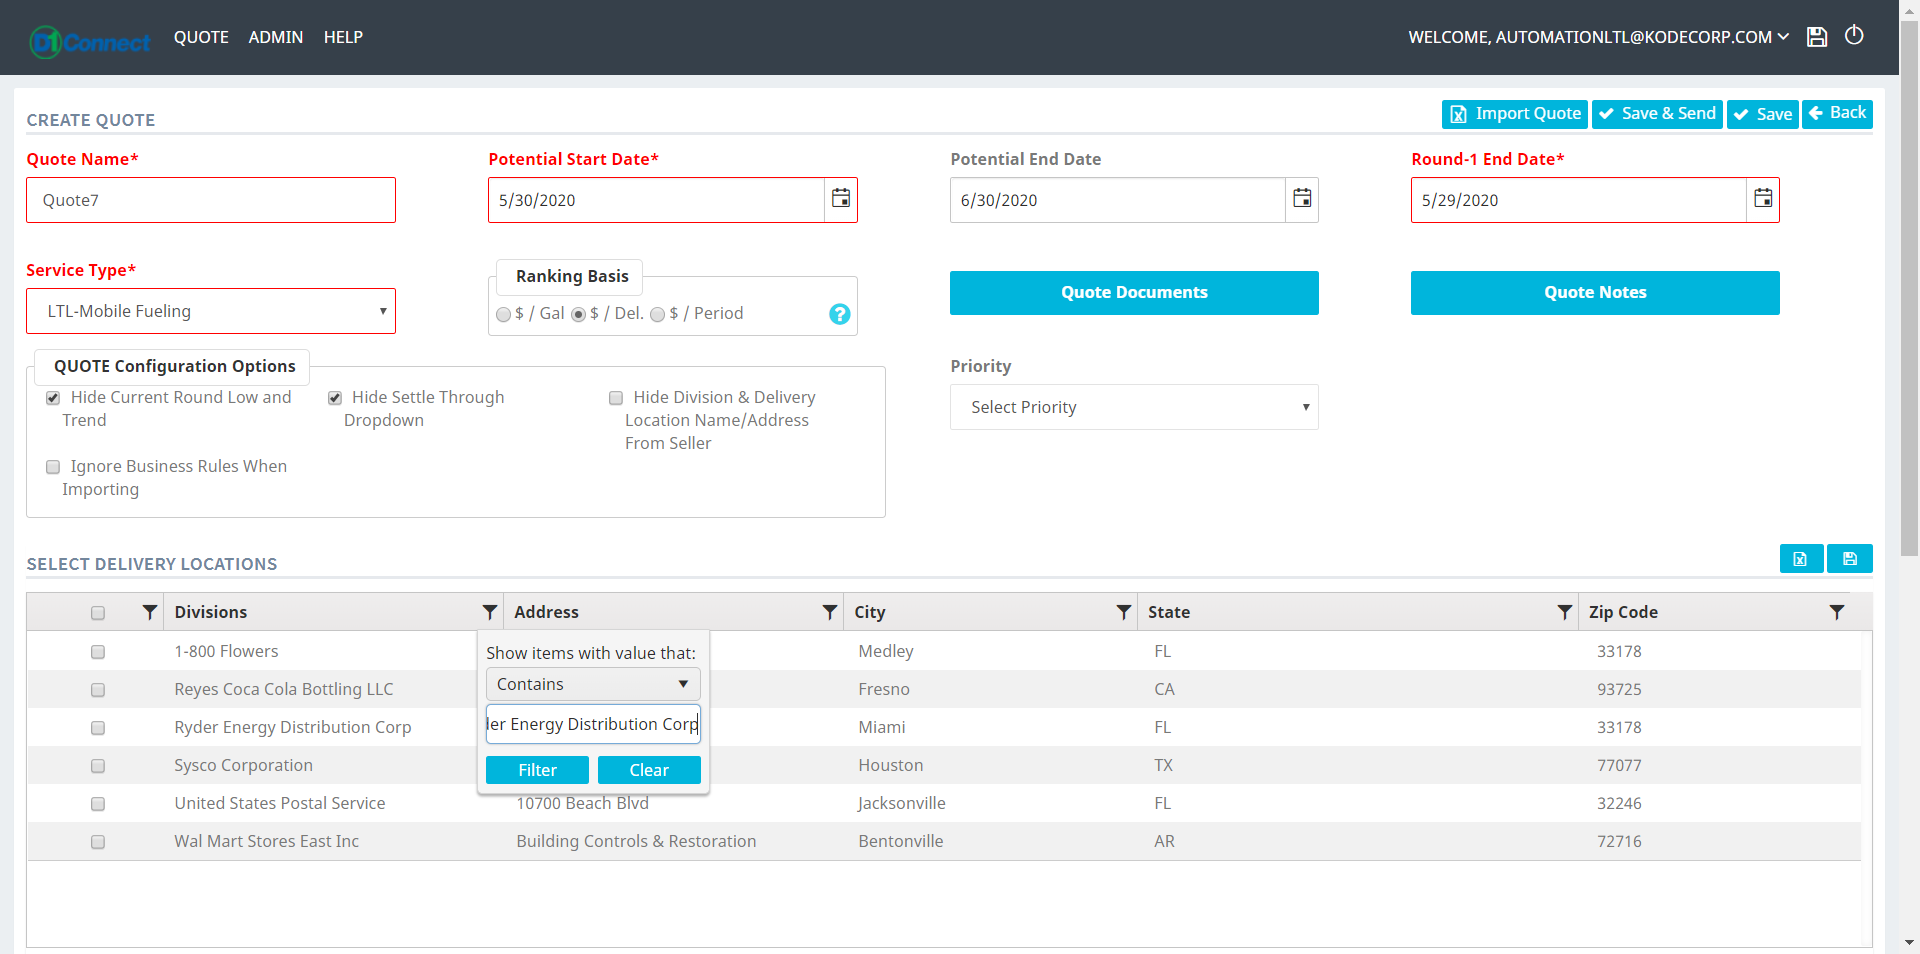 D1Connect QUOTE ADMIN HELP WELCOME, AUTOMATIONLTL@KODECORP.COM
CREATE QUOTE Import Quote Save & Send Save Back
Quote Name* Potential Start Date* Potential End Date Round-1 End Date*
Quote7 5/30/2020 6/30/2020 5/29/2020
Service Type* Ranking Basis Quote Documents Quote Notes
LTL-Mobile Fueling $ / Gal $ / Del. $ / Period ?
QUOTE Configuration Options Priority
Hide Current Round Low and Hide Settle Through Hide Division & Delivery Select Priority
Trend Dropdown Location Name/Address
From Seller
Ignore Business Rules When
Importing
SELECT DELIVERY LOCATIONS
Divisions Address City State Zip Code
1-800 Flowers Show items with value that: Medley FL 33178
Reyes Coca Cola Bottling LLC Contains Fresno CA 93725
Ryder Energy Distribution Corp der Energy Distribution Corp Miami FL 33178
Sysco Corporation Filter Clear Houston TX 77077
United States Postal Service 10700 Beach Blvd Jacksonville FL 32246
Wal Mart Stores East Inc Building Controls & Restoration Bentonville AR 72716